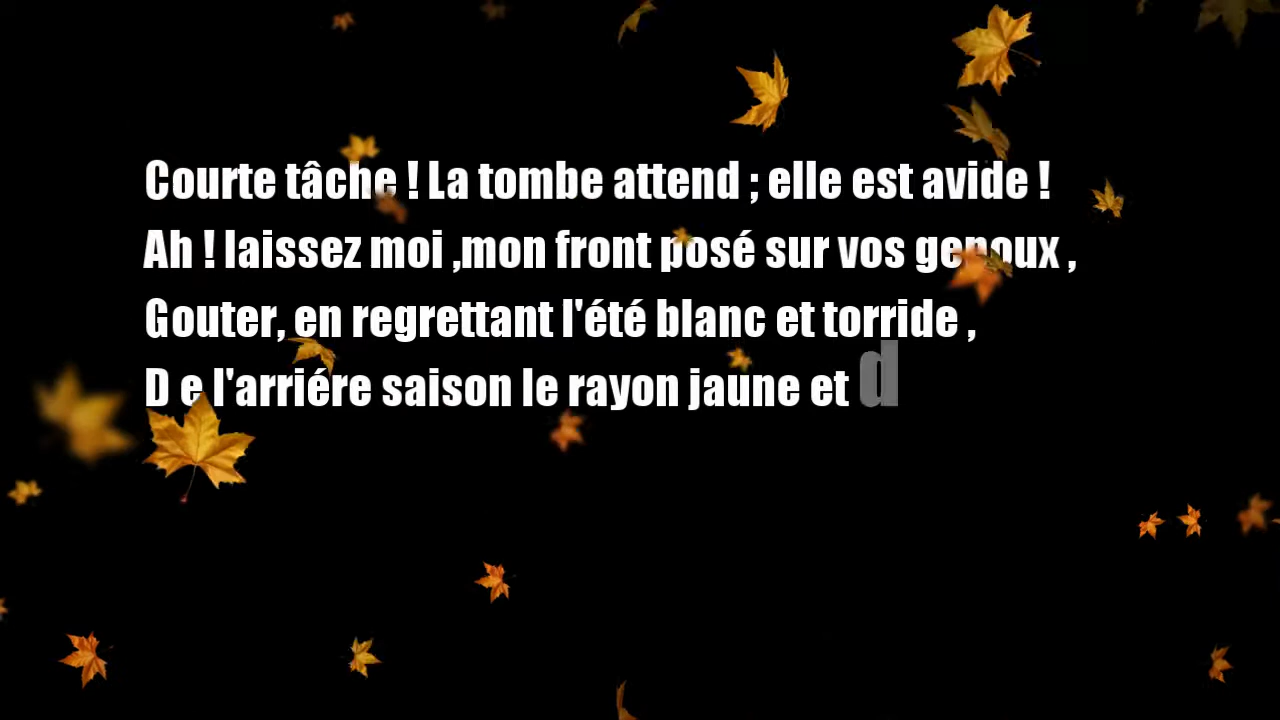 Courte tâche ! La tombe attend ; elle est avide !
Ah ! laissez moi ,mon front posé sur vos genoux ,
Gouter, en regrettant l'été blanc et torride ,
D e l'arriére saison le rayon jaune et d